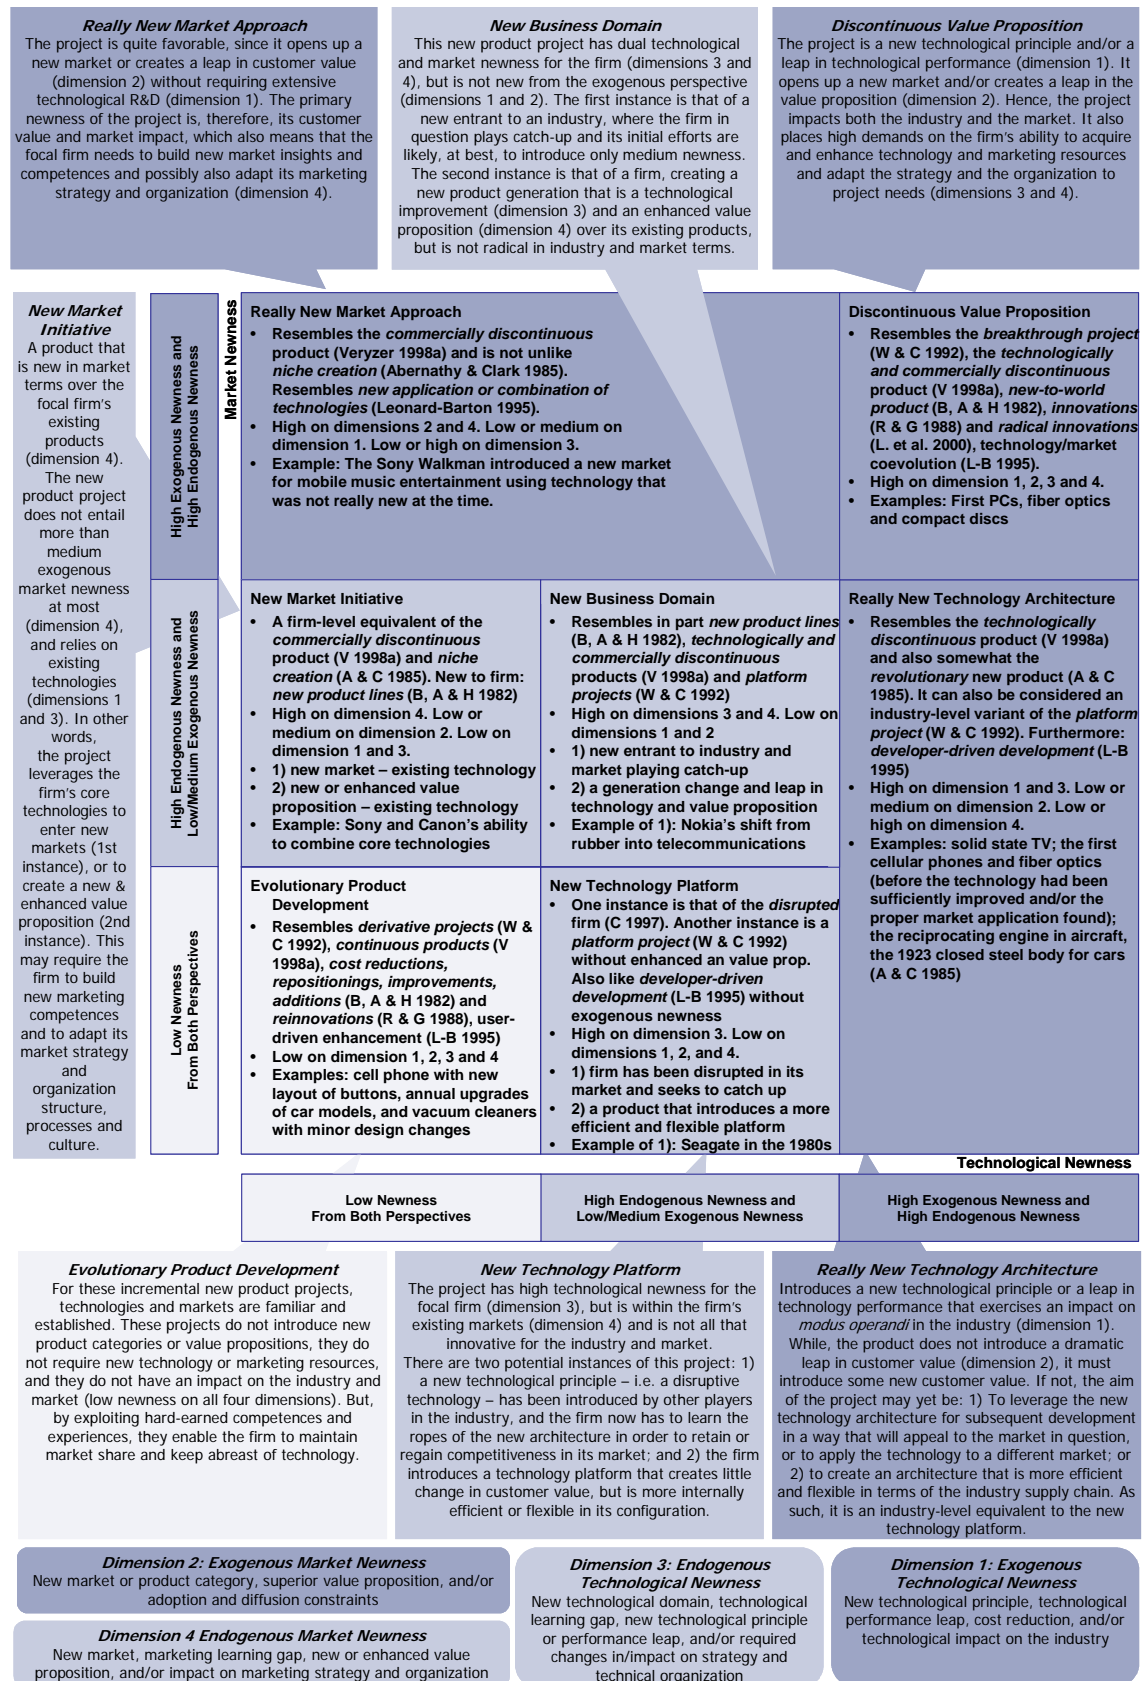 Really New Market Approach
The project is quite favorable, since it opens up a
new market or creates a leap in customer value
(dimension 2) without requiring extensive
technological R&D (dimension 1). The primary
newness of the project is, therefore, its customer
value and market impact, which also means that the
focal firm needs to build new market insights and
competences and possibly also adapt its marketing
strategy and organization (dimension 4).
New Business Domain
This new product project has dual technological
and market newness for the firm (dimensions 3 and
4), but is not new from the exogenous perspective
(dimensions 1 and 2). The first instance is that of a
new entrant to an industry, where the firm in
question plays catch-up and its initial efforts are
likely, at best, to introduce only medium newness.
The second instance is that of a firm, creating a
new product generation that is a technological
improvement (dimension 3) and an enhanced value
proposition (dimension 4) over its existing products,
but is not radical in industry and market terms.
Discontinuous Value Proposition
The project is a new technological principle and/or a
leap in technological performance (dimension 1). It
opens up a new market and/or creates a leap in the
value proposition (dimension 2). Hence, the project
impacts both the industry and the market. It also
places high demands on the firm's ability to acquire
and enhance technology and marketing resources
and adapt the strategy and the organization to
project needs (dimensions 3 and 4).
New Market
Initiative
A product that
is new in market
terms over the
focal firm's
existing
products
(dimension 4).
The new
product project
does not entail
more than
medium
exogenous
market newness
at most
(dimension 4),
and relies on
existing
technologies
(dimensions 1
and 3). In other
words,
the project
leverages the
firm's core
technologies to
enter new
markets (1st
instance), or to
create a new &
enhanced value
proposition (2nd
instance). This
may require the
firm to build
new marketing
competences
and to adapt its
market strategy
and
organization
structure,
processes and
culture.
Market Newness
High Exogenous Newness and
High Endogenous Newness
High Endogenous Newness and
Low/Medium Exogenous Newness
Low Newness
From Both Perspectives
Really New Market Approach
• Resembles the commercially discontinuous
product (Veryzer 1998a) and is not unlike
niche creation (Abernathy & Clark 1985).
Resembles new application or combination of
technologies (Leonard-Barton 1995).
• High on dimensions 2 and 4. Low or medium on
dimension 1. Low or high on dimension 3.
• Example: The Sony Walkman introduced a new market
for mobile music entertainment using technology that
was not really new at the time.
Discontinuous Value Proposition
• Resembles the breakthrough project
(W & C 1992), the technologically
and commercially discontinuous
product (V 1998a), new-to-world
product (B, A & H 1982), innovations
(R & G 1988) and radical innovations
(L. et al. 2000), technology/market
coevolution (L-B 1995).
• High on dimension 1, 2, 3 and 4.
• Examples: First PCs, fiber optics
and compact discs
New Market Initiative
• A firm-level equivalent of the
commercially discontinuous
product (V 1998a) and niche
creation (A & C 1985). New to firm:
new product lines (B, A & H 1982)
• High on dimension 4. Low or
medium on dimension 2. Low on
dimension 1 and 3.
• 1) new market – existing technology
• 2) new or enhanced value
proposition – existing technology
• Example: Sony and Canon's ability
to combine core technologies
New Business Domain
• Resembles in part new product lines
(B, A & H 1982), technologically and
commercially discontinuous
products (V 1998a) and platform
projects (W & C 1992)
• High on dimensions 3 and 4. Low on
dimensions 1 and 2
• 1) new entrant to industry and
market playing catch-up
• 2) a generation change and leap in
technology and value proposition
• Example of 1): Nokia's shift from
rubber into telecommunications
Really New Technology Architecture
• Resembles the technologically
discontinuous product (V 1998a)
and also somewhat the
revolutionary new product (A & C
1985). It can also be considered an
industry-level variant of the platform
project (W & C 1992). Furthermore:
developer-driven development (L-B
1995)
• High on dimension 1 and 3. Low or
medium on dimension 2. Low or
high on dimension 4.
• Examples: solid state TV; the first
cellular phones and fiber optics
(before the technology had been
sufficiently improved and/or the
proper market application found);
the reciprocating engine in aircraft,
the 1923 closed steel body for cars
(A & C 1985)
Evolutionary Product
Development
• Resembles derivative projects (W &
C 1992), continuous products (V
1998a), cost reductions,
repositionings, improvements,
additions (B, A & H 1982) and
reinnovations (R & G 1988), user-
driven enhancement (L-B 1995)
• Low on dimension 1, 2, 3 and 4
• Examples: cell phone with new
layout of buttons, annual upgrades
of car models, and vacuum cleaners
with minor design changes
New Technology Platform
• One instance is that of the disrupted
firm (C 1997). Another instance is a
platform project (W & C 1992)
without enhanced an value prop.
Also like developer-driven
development (L-B 1995) without
exogenous newness
• High on dimension 3. Low on
dimensions 1, 2, and 4.
• 1) firm has been disrupted in its
market and seeks to catch up
• 2) a product that introduces a more
efficient and flexible platform
• Example of 1): Seagate in the 1980s
Technological Newness
Low Newness
From Both Perspectives
High Endogenous Newness and
Low/Medium Exogenous Newness
High Exogenous Newness and
High Endogenous Newness
Evolutionary Product Development
For these incremental new product projects,
technologies and markets are familiar and
established. These projects do not introduce new
product categories or value propositions, they do
not require new technology or marketing resources,
and they do not have an impact on the industry and
market (low newness on all four dimensions). But,
by exploiting hard-earned competences and
experiences, they enable the firm to maintain
market share and keep abreast of technology.
New Technology Platform
The project has high technological newness for the
focal firm (dimension 3), but is within the firm's
existing markets (dimension 4) and is not all that
innovative for the industry and market.
There are two potential instances of this project: 1)
a new technological principle – i.e. a disruptive
technology – has been introduced by other players
in the industry, and the firm now has to learn the
ropes of the new architecture in order to retain or
regain competitiveness in its market; and 2) the firm
introduces a technology platform that creates little
change in customer value, but is more internally
efficient or flexible in its configuration.
Really New Technology Architecture
Introduces a new technological principle or a leap in
technology performance that exercises an impact on
modus operandi in the industry (dimension 1).
While, the product does not introduce a dramatic
leap in customer value (dimension 2), it must
introduce some new customer value. If not, the aim
of the project may yet be: 1) To leverage the new
technology architecture for subsequent development
in a way that will appeal to the market in question,
or to apply the technology to a different market; or
2) to create an architecture that is more efficient
and flexible in terms of the industry supply chain. As
such, it is an industry-level equivalent to the new
technology platform.
Dimension 2: Exogenous Market Newness
New market or product category, superior value proposition, and/or
adoption and diffusion constraints
Dimension 4 Endogenous Market Newness
New market, marketing learning gap, new or enhanced value
proposition, and/or impact on marketing strategy and organization
Dimension 3: Endogenous
Technological Newness
New technological domain, technological
learning gap, new technological principle
or performance leap, and/or required
changes in/impact on strategy and
technical organization
Dimension 1: Exogenous
Technological Newness
New technological principle, technological
performance leap, cost reduction, and/or
technological impact on the industry